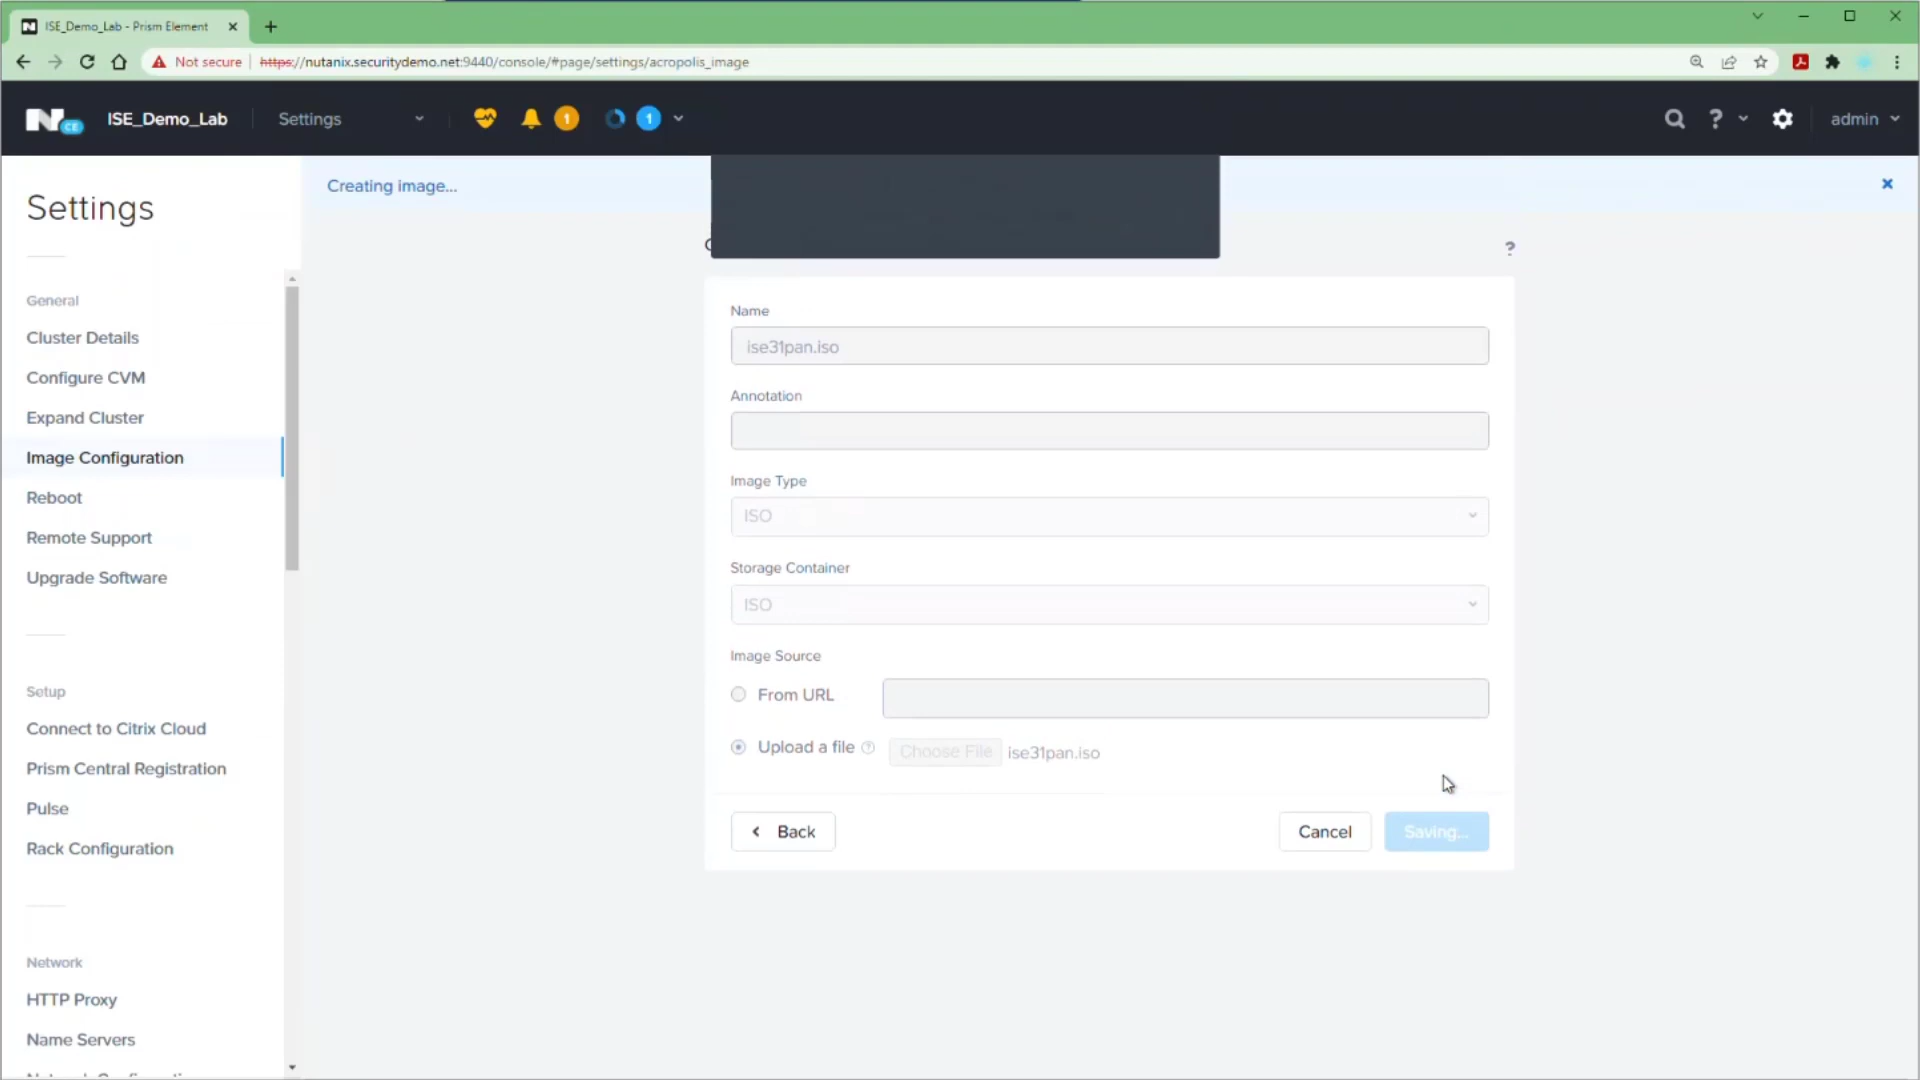 ISE_Demo_Lab - Prism Element
Not secure https://nutanix.securitydemo.net:9440/console/#page/settings/acropolis_image
N CE ISE_Demo_Lab Settings 1 1 ? admin
Creating image...
Settings
?
General
Cluster Details
Configure CVM
Expand Cluster
Image Configuration
Reboot
Remote Support
Upgrade Software
Setup
Connect to Citrix Cloud
Prism Central Registration
Pulse
Rack Configuration
Network
HTTP Proxy
Name Servers
Name
ise31pan.iso
Annotation
Image Type
ISO
Storage Container
ISO
Image Source
From URL
Upload a file ? Choose File ise31pan.iso
Back Cancel Saving...